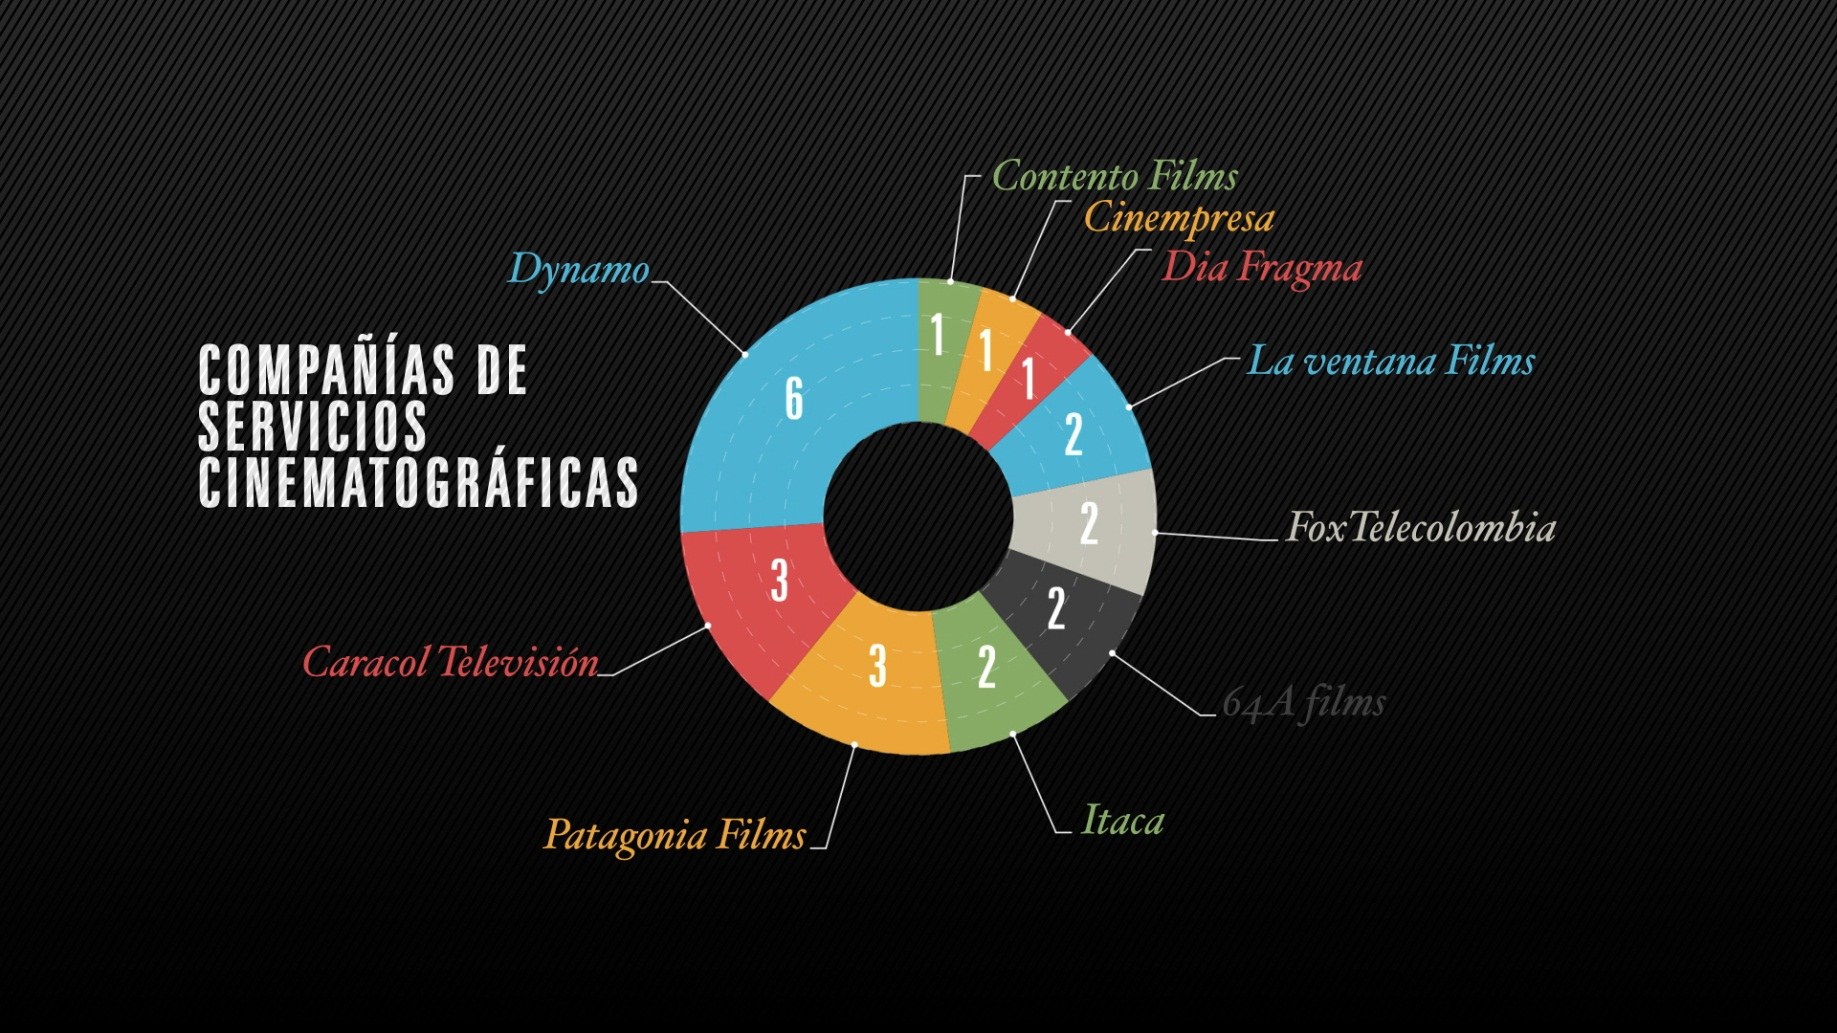 Contento Films
Cinempresa
Dia Fragma
Dynamo
La ventana Films
COMPAÑÍAS DE
SERVICIOS
CINEMATOGRÁFICAS
1
1
1
6
2
2
FoxTelecolombia
3
2
3
2
Caracol Televisión
64A films
Patagonia Films
Itaca